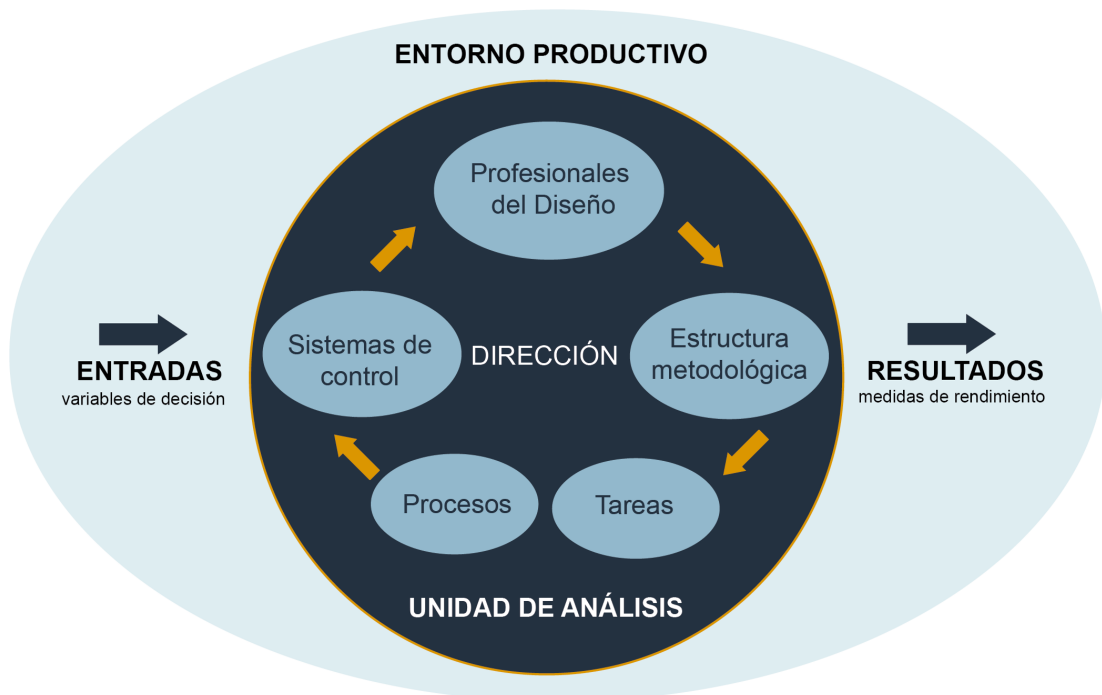 ENTORNO PRODUCTIVO
Profesionales
del Diseño
Sistemas de
control
DIRECCIÓN
Estructura
metodológica
ENTRADAS
variables de decisión
RESULTADOS
medidas de rendimiento
Procesos
Tareas
UNIDAD DE ANÁLISIS